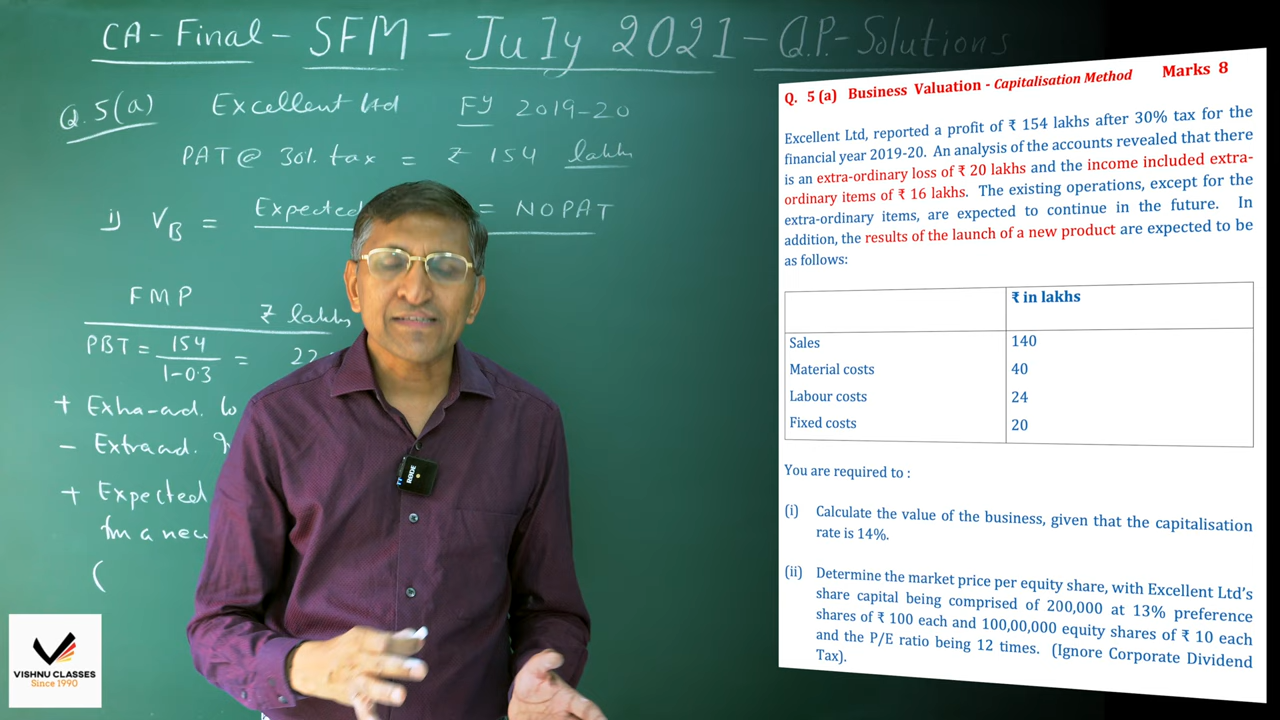 CA-Final - SFM - July 2021 - Q.P.- Solutions
Q.5(a) Excellent Ltd FY 2019-20
PAT @ 30%. tax = ₹ 154 lakhs
i) VB = Expected = NOPAT
FMP
₹ lakhs
PBT = 154
1-0.3
= 22
+ Extra-ord. lo
- Extraord.
+ Expected
for a new
(
VISHNU CLASSES
Since 1990
RODE
Q. 5 (a) Business Valuation - Capitalisation Method Marks 8
Excellent Ltd, reported a profit of ₹ 154 lakhs after 30% tax for the
financial year 2019-20. An analysis of the accounts revealed that there
is an extra-ordinary loss of ₹ 20 lakhs and the income included extra-
ordinary items of ₹ 16 lakhs. The existing operations, except for the
extra-ordinary items, are expected to continue in the future. In
addition, the results of the launch of a new product are expected to be
as follows:
₹ in lakhs
Sales 140
Material costs 40
Labour costs 24
Fixed costs 20
You are required to :
(i) Calculate the value of the business, given that the capitalisation
rate is 14%.
(ii) Determine the market price per equity share, with Excellent Ltd's
share capital being comprised of 200,000 at 13% preference
shares of ₹ 100 each and 100,00,000 equity shares of ₹ 10 each
and the P/E ratio being 12 times. (Ignore Corporate Dividend
Tax).